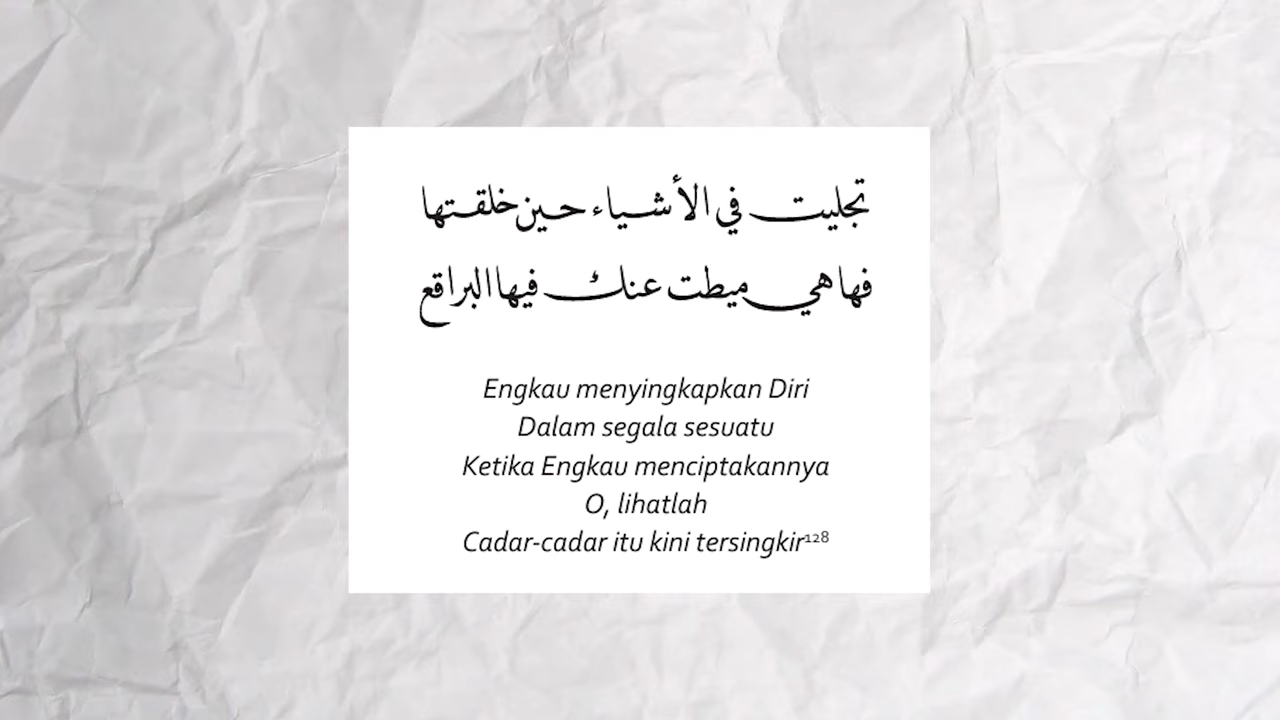 تجليت في الأشياء حين خلقتها
فها هي ميطت عنك فيها البراقع
Engkau menyingkapkan Diri
Dalam segala sesuatu
Ketika Engkau menciptakannya
O, lihatlah
Cadar-cadar itu kini tersingkir¹²⁸